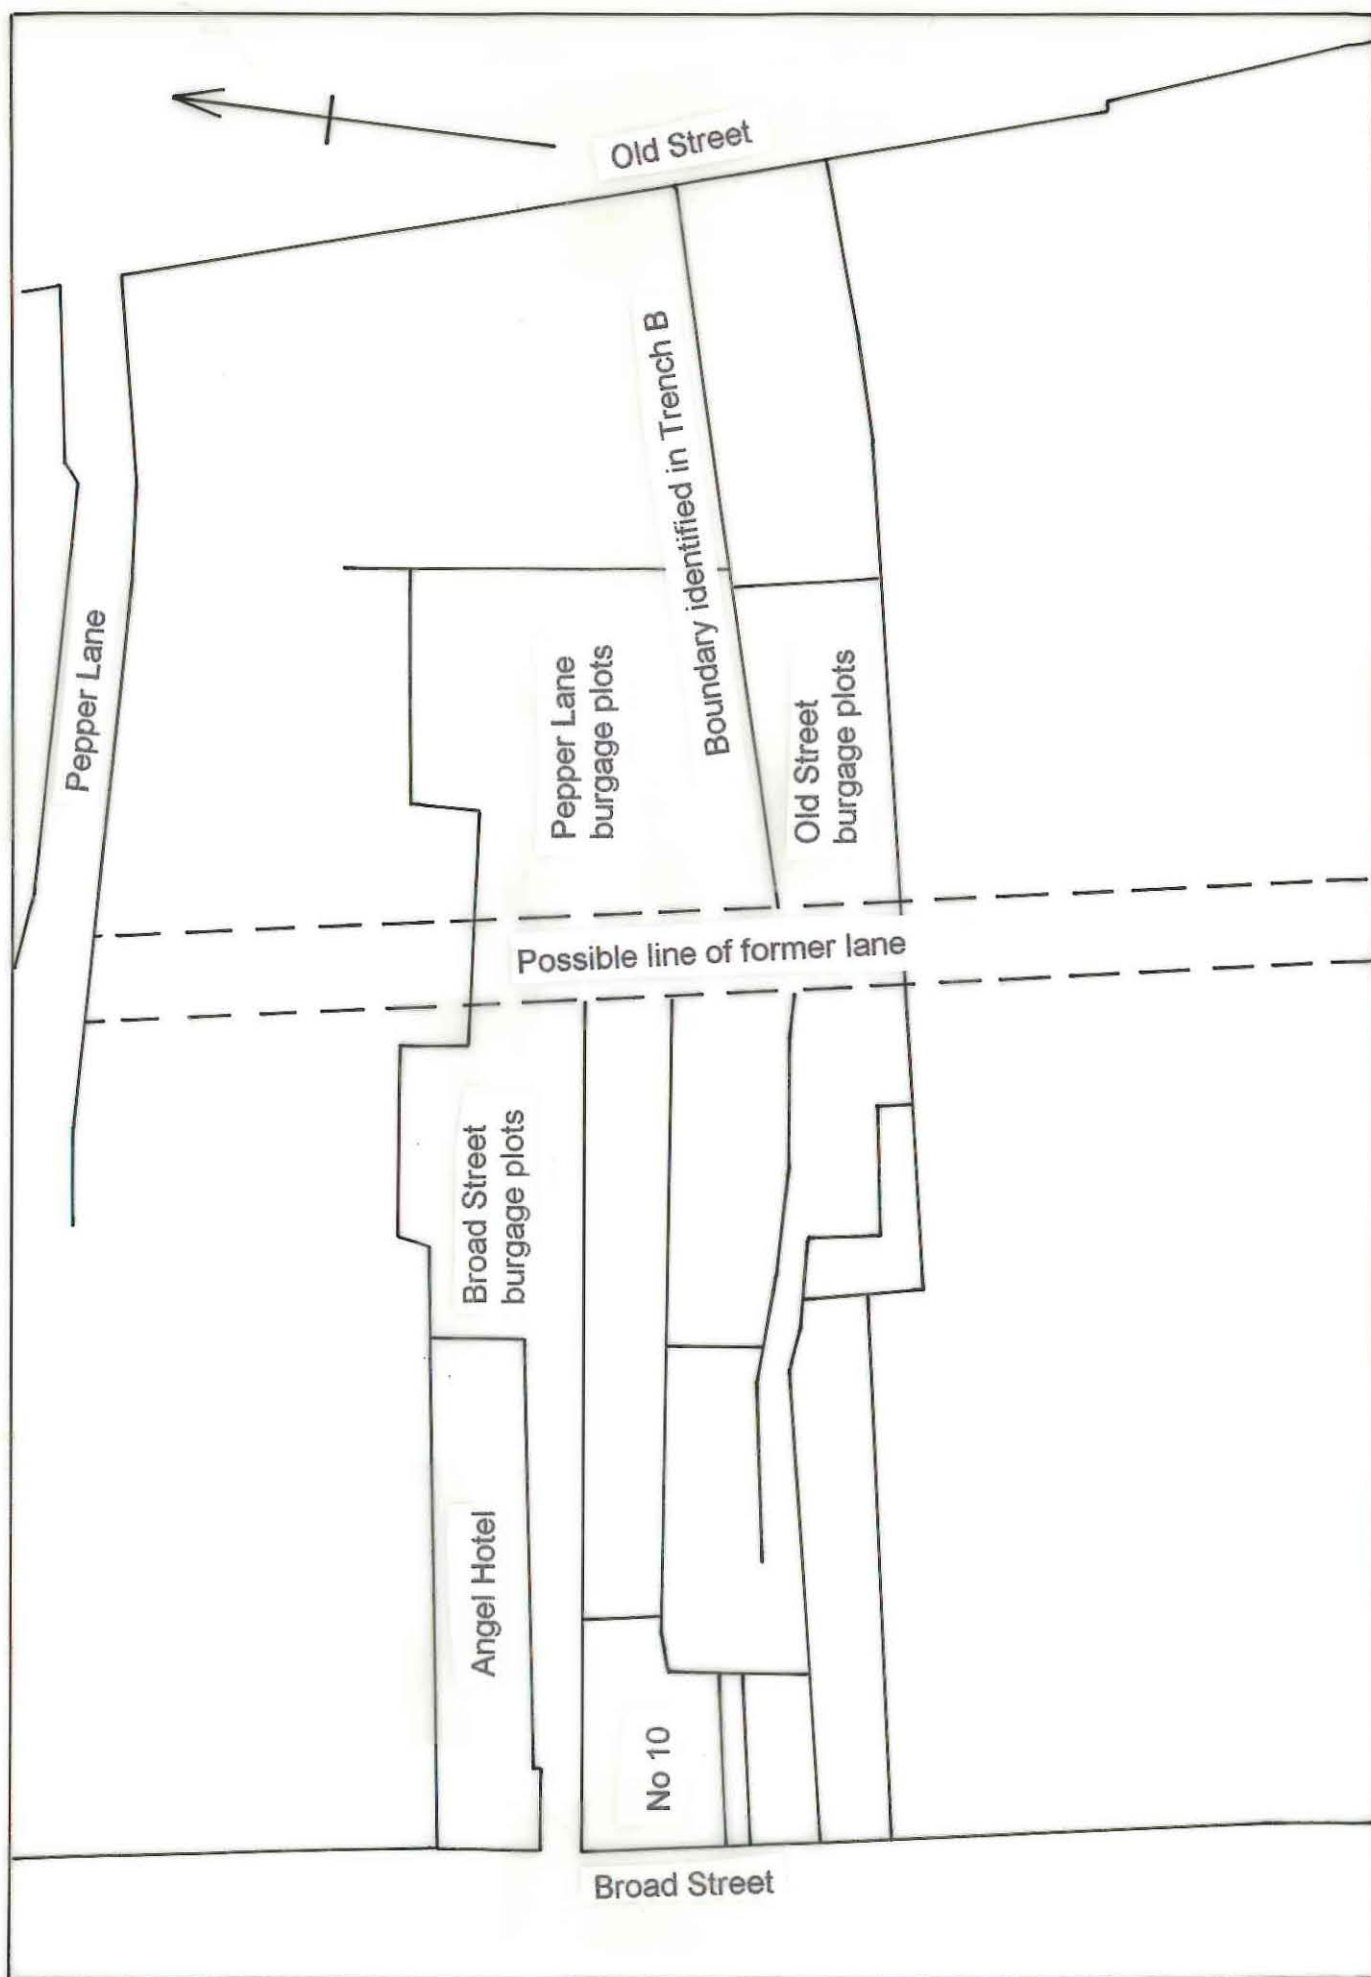 Old Street
Boundary identified in Trench B
Pepper Lane
Pepper Lane
burgage plots
Old Street
burgage plots
Possible line of former lane
Broad Street
burgage plots
Angel Hotel
No 10
Broad Street